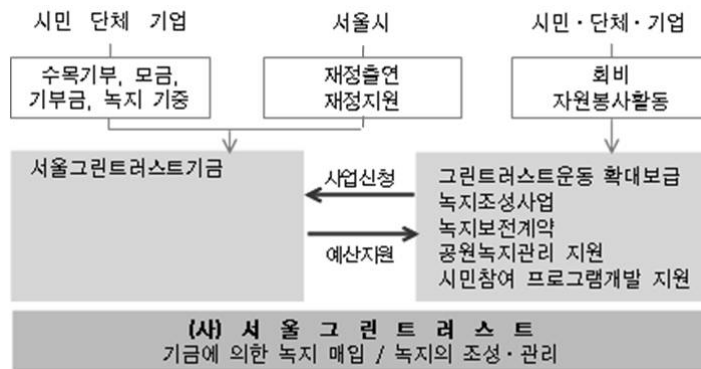 시민 단체 기업
서울시
시민·단체·기업
수목기부, 모금,
기부금, 녹지 기중
재정출연
재정지원
회비
자원봉사활동
서울그린트러스트기금
사업신청
예산지원
그린트러스트운동 확대보급
녹지조성사업
녹지보전계약
공원녹지관리 지원
시민참여 프로그램개발 지원
(사) 서 울 그 린 트 러 스 트
기금에 의한 녹지 매입 / 녹지의 조성·관리